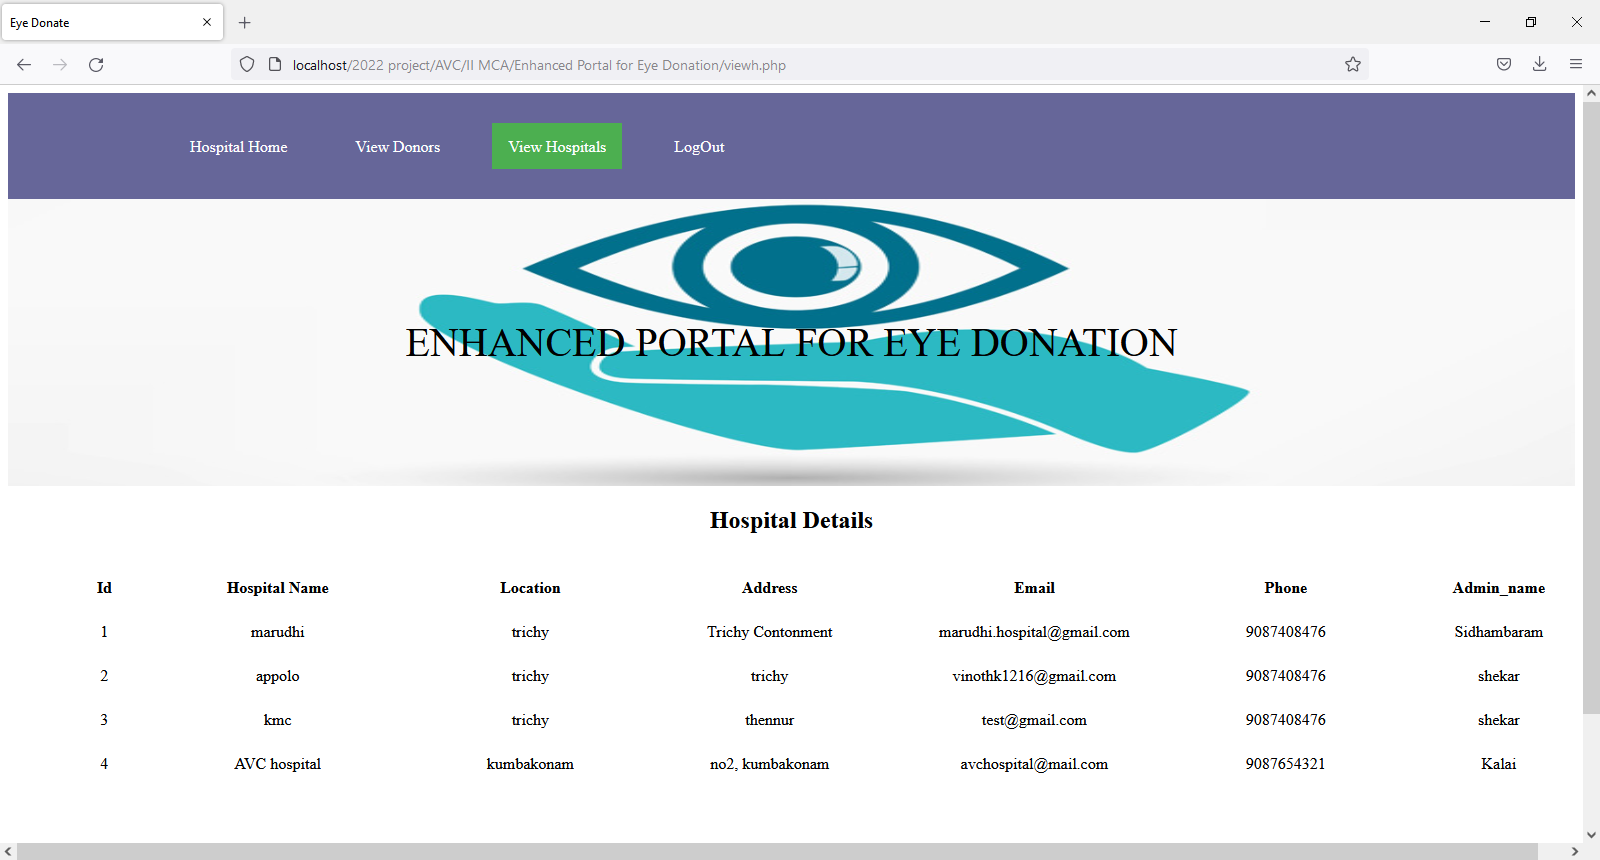 Eye Donate
localhost/2022 project/AVC/II MCA/Enhanced Portal for Eye Donation/viewh.php
Hospital Home View Donors View Hospitals LogOut
ENHANCED PORTAL FOR EYE DONATION
Hospital Details
Id Hospital Name Location Address Email Phone Admin_name
1 marudhi trichy Trichy Contonment marudhi.hospital@gmail.com 9087408476 Sidhambaram
2 appolo trichy trichy vinothk1216@gmail.com 9087408476 shekar
3 kmc trichy thennur test@gmail.com 9087408476 shekar
4 AVC hospital kumbakonam no2, kumbakonam avchospital@mail.com 9087654321 Kalai